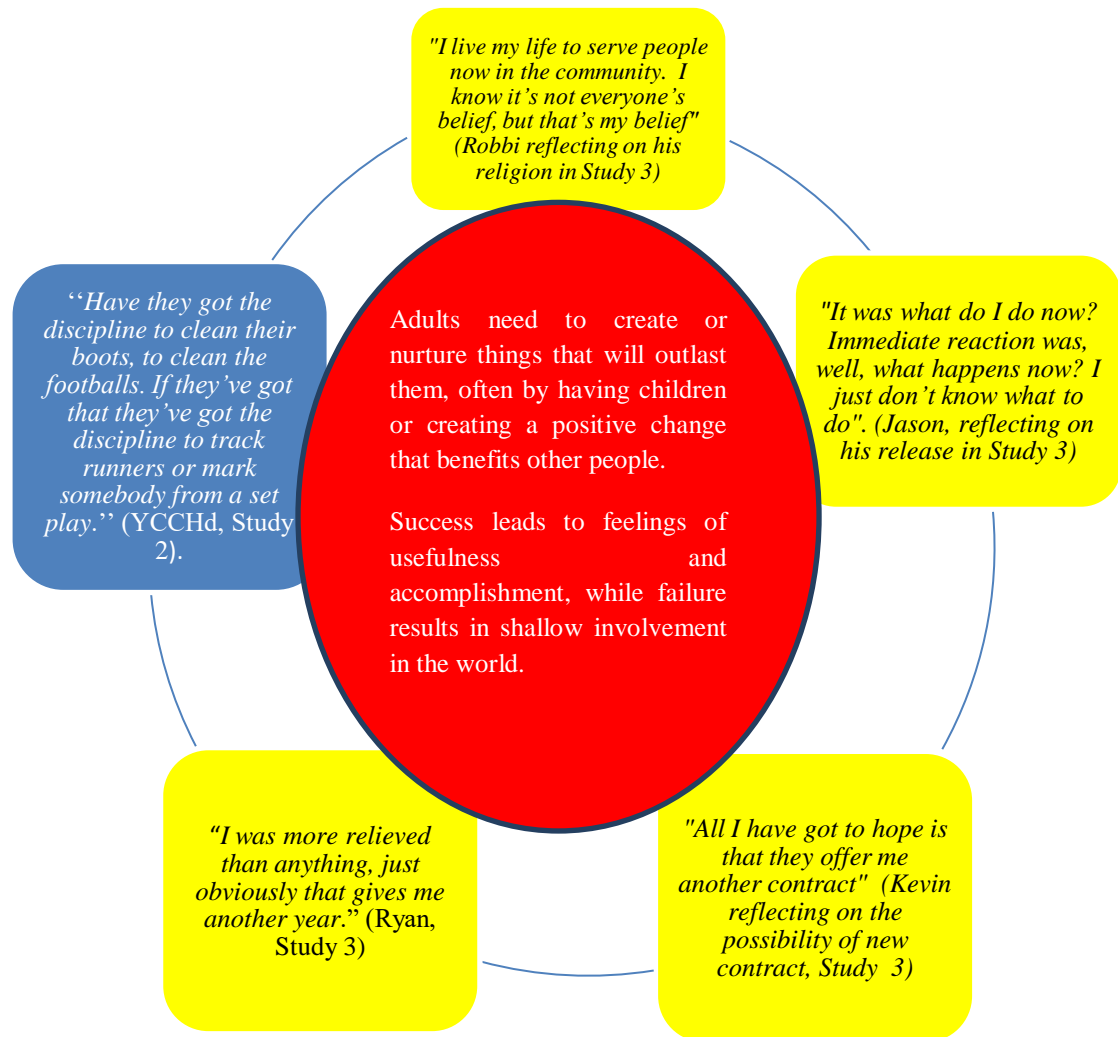 "I live my life to serve people
now in the community.  I
know it’s not everyone’s
belief, but that’s my belief"
(Robbi reflecting on his
religion in Study 3)
"It was what do I do now?
Immediate reaction was,
well, what happens now? I
just don’t know what to
do". (Jason, reflecting on
his release in Study 3)
"All I have got to hope is
that they offer me
another contract"  (Kevin
reflecting on the
possibility of new
contract, Study  3)
“I was more relieved
than anything, just
obviously that gives me
another year.” (Ryan,
Study 3)
‘‘Have they got the
discipline to clean their
boots, to clean the
footballs. If they’ve got
that they’ve got the
discipline to track
runners or mark
somebody from a set
play.’’ (YCCHd, Study
2).
Adults need to create or
nurture things that will outlast
them, often by having children
or creating a positive change
that benefits other people.
Success leads to feelings of
usefulness and
accomplishment, while failure
results in shallow involvement
in the world.